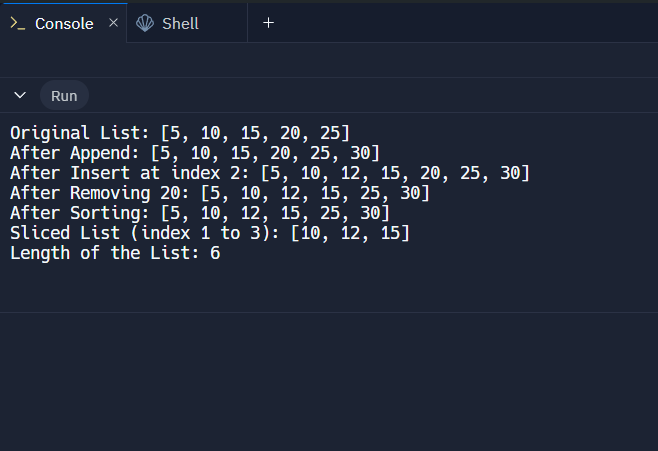 Console
Shell
Run
Original List: [5, 10, 15, 20, 25]
After Append: [5, 10, 15, 20, 25, 30]
After Insert at index 2: [5, 10, 12, 15, 20, 25, 30]
After Removing 20: [5, 10, 12, 15, 25, 30]
After Sorting: [5, 10, 12, 15, 25, 30]
Sliced List (index 1 to 3): [10, 12, 15]
Length of the List: 6